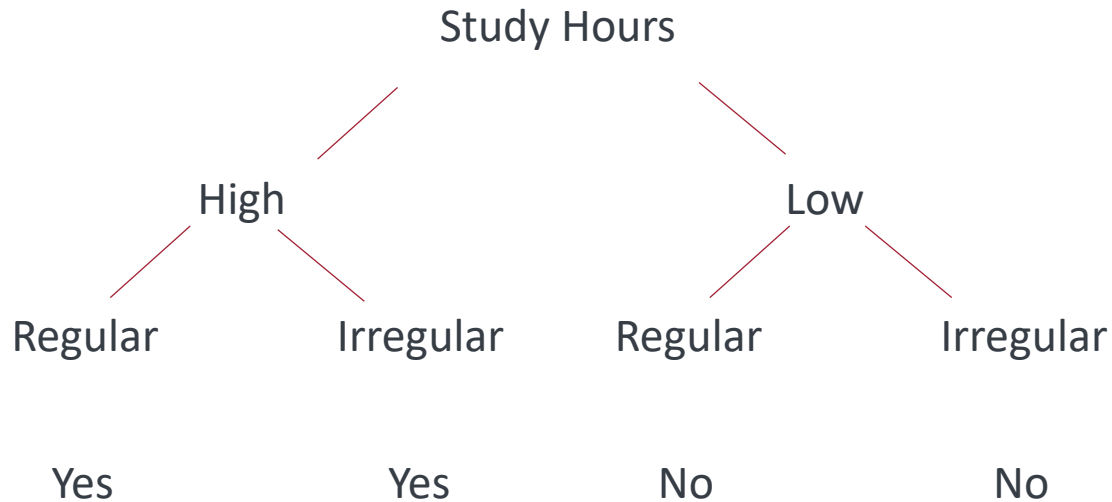 Study Hours
High Low
Regular Irregular Regular Irregular
Yes Yes No No